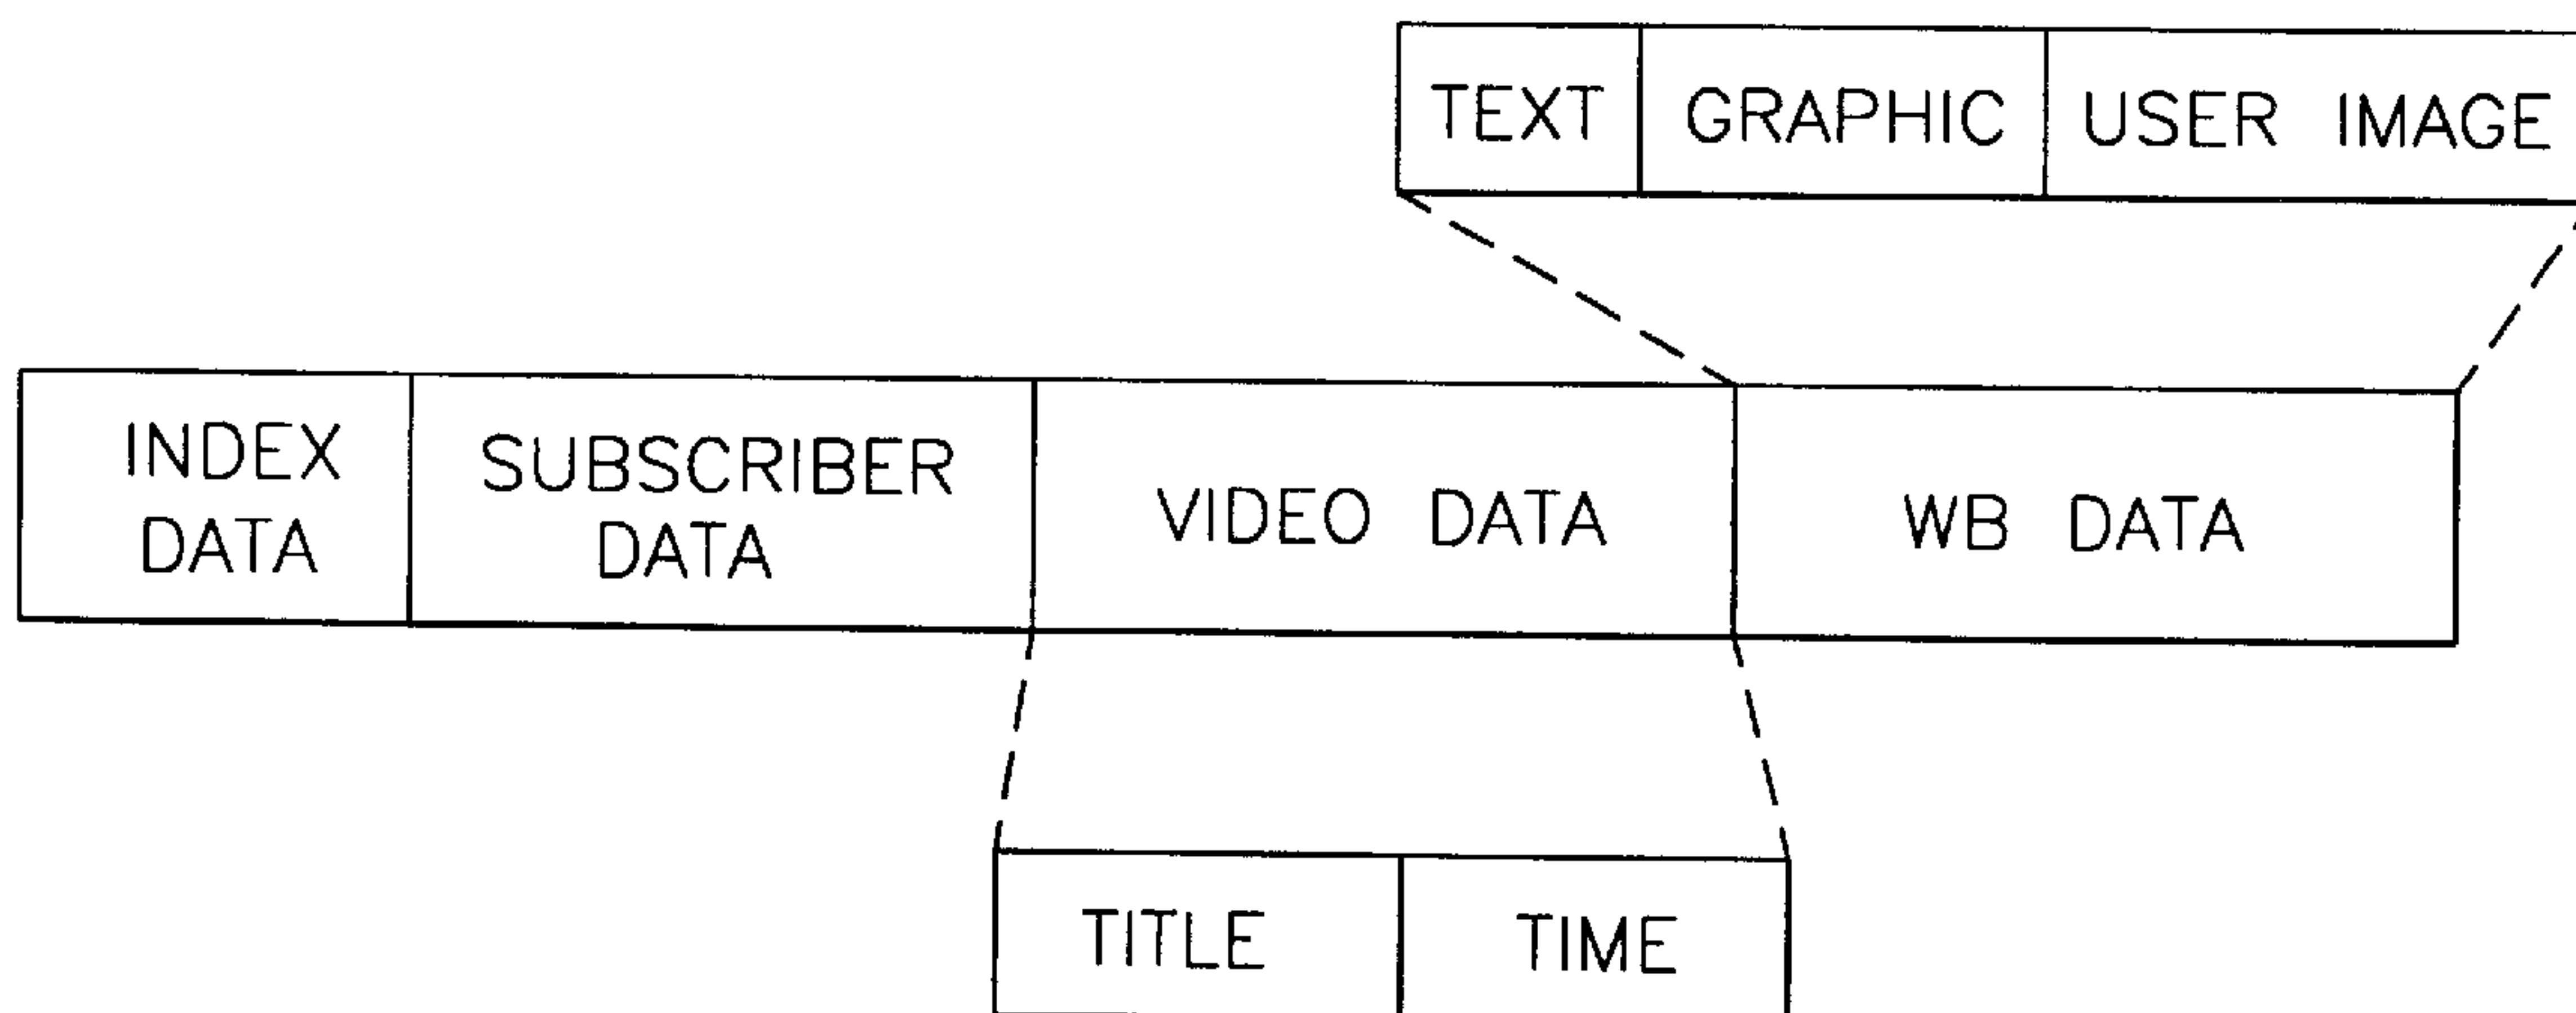 TEXT GRAPHIC USER IMAGE
INDEX DATA
SUBSCRIBER DATA
VIDEO DATA
WB DATA
TITLE TIME